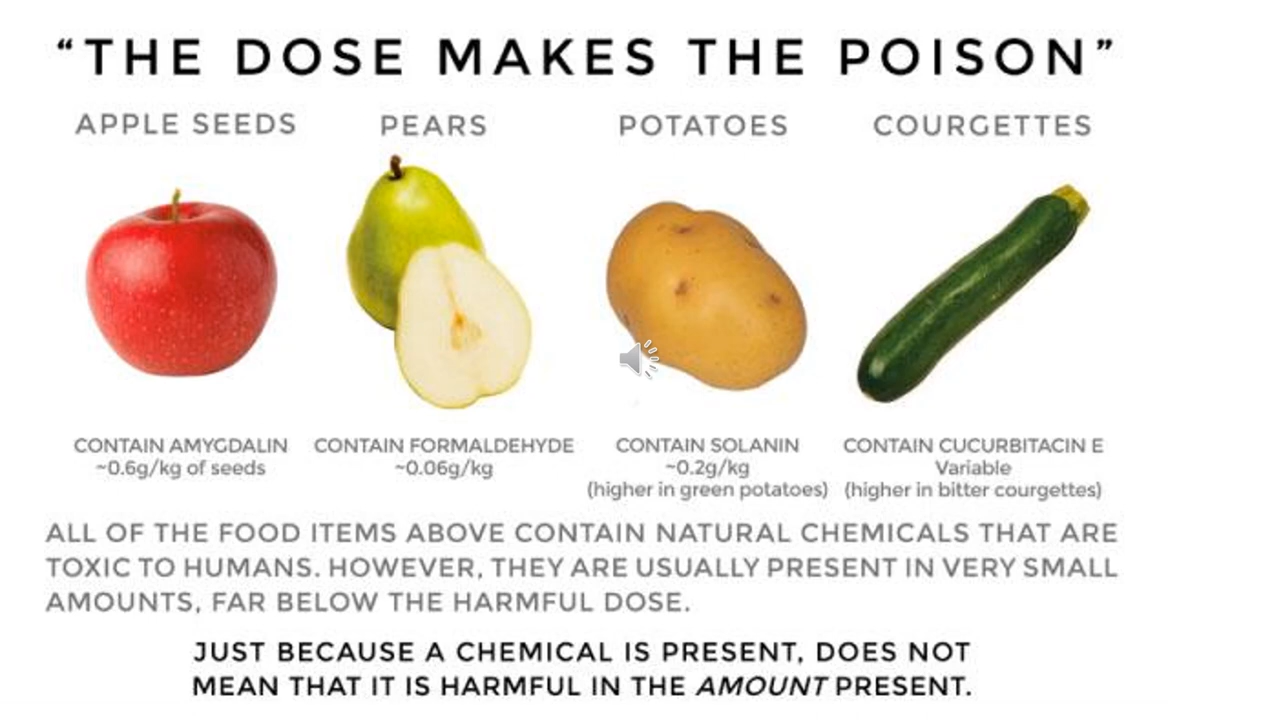 “THE DOSE MAKES THE POISON”
APPLE SEEDS
PEARS
POTATOES
COURGETTES
CONTAIN AMYGDALIN
~0.6g/kg of seeds
CONTAIN FORMALDEHYDE
~0.06g/kg
CONTAIN SOLANIN
~0.2g/kg
(higher in green potatoes)
CONTAIN CUCURBITACIN E
Variable
(higher in bitter courgettes)
ALL OF THE FOOD ITEMS ABOVE CONTAIN NATURAL CHEMICALS THAT ARE
TOXIC TO HUMANS. HOWEVER, THEY ARE USUALLY PRESENT IN VERY SMALL
AMOUNTS, FAR BELOW THE HARMFUL DOSE.
JUST BECAUSE A CHEMICAL IS PRESENT, DOES NOT
MEAN THAT IT IS HARMFUL IN THE AMOUNT PRESENT.